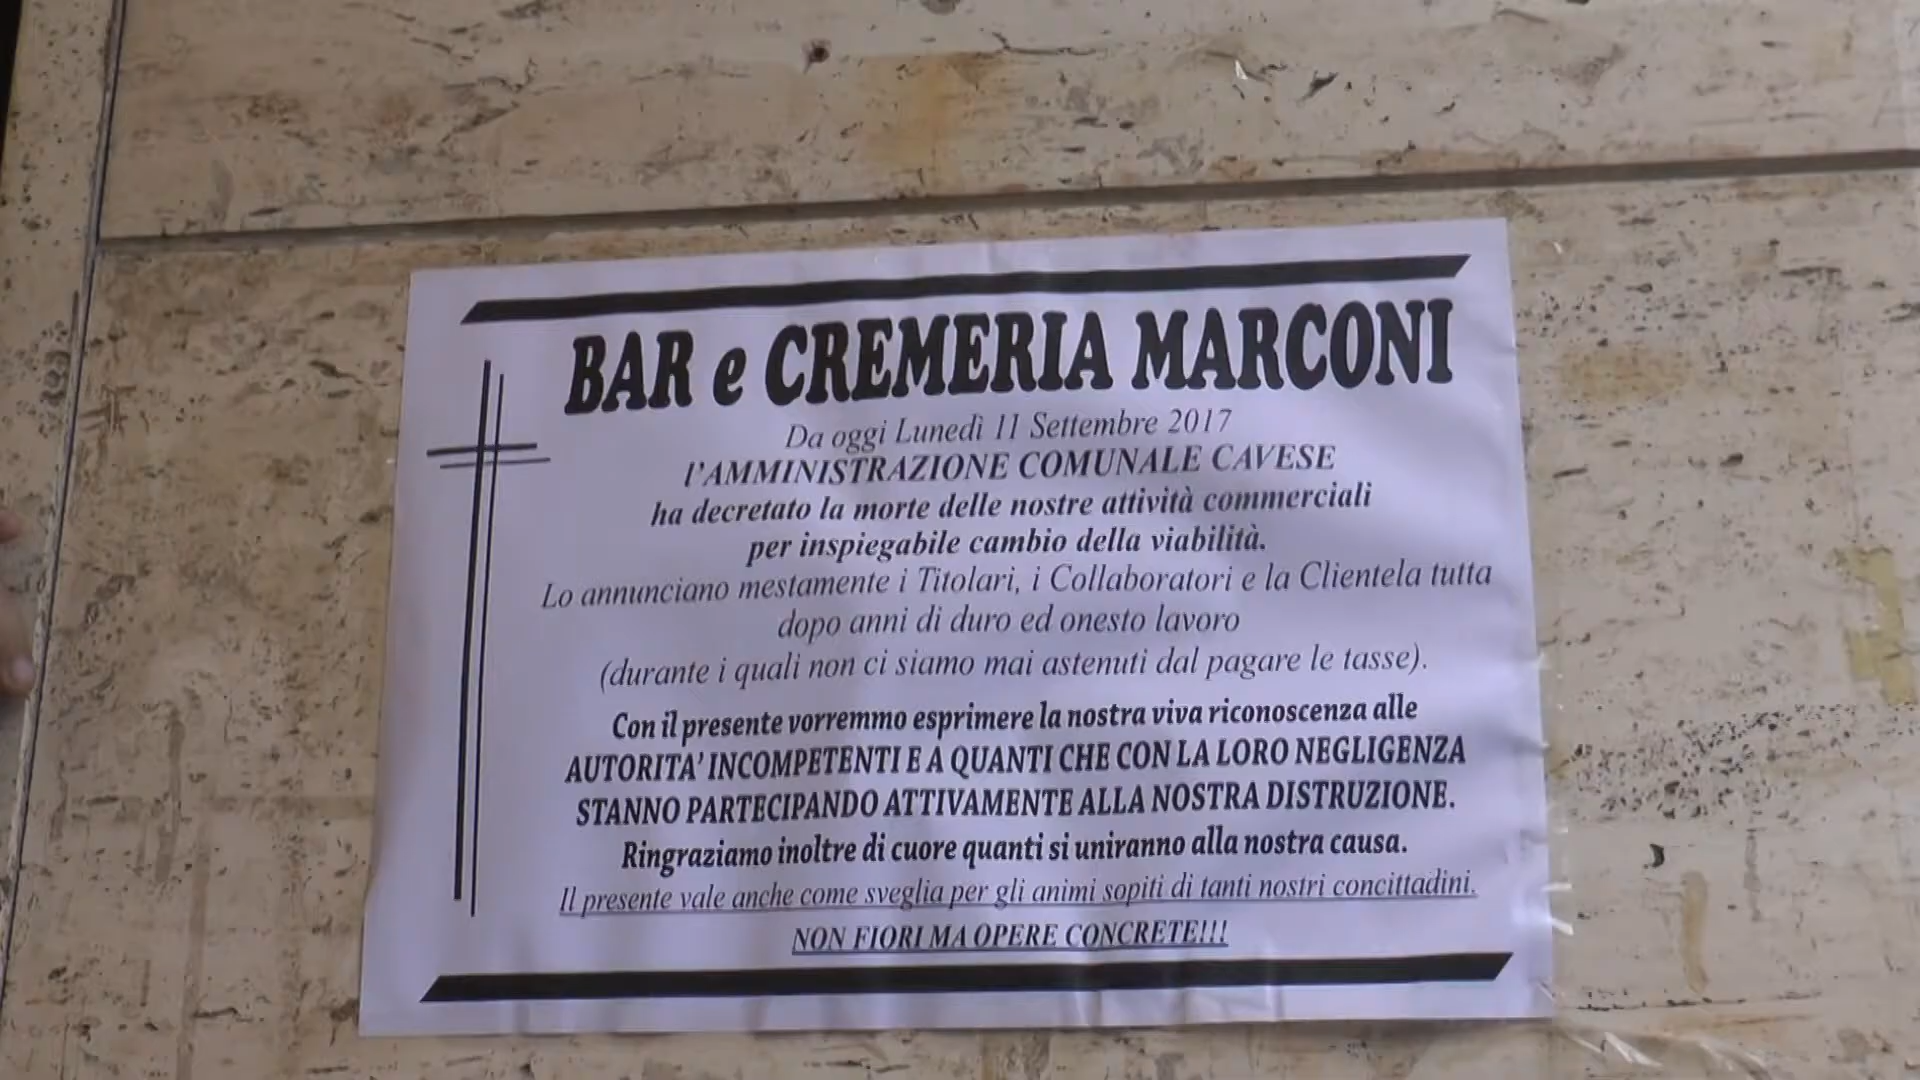 BAR e CREMERIA MARCONI
Da oggi Lunedì 11 Settembre 2017
l'AMMINISTRAZIONE COMUNALE CAVESE
ha decretato la morte delle nostre attività commerciali
per inspiegabile cambio della viabilità.
Lo annunciano mestamente i Titolari, i Collaboratori e la Clientela tutta
dopo anni di duro ed onesto lavoro
(durante i quali non ci siamo mai astenuti dal pagare le tasse).
Con il presente vorremmo esprimere la nostra viva riconoscenza alle
AUTORITA' INCOMPETENTI E A QUANTI CHE CON LA LORO NEGLIGENZA
STANNO PARTECIPANDO ATTIVAMENTE ALLA NOSTRA DISTRUZIONE.
Ringraziamo inoltre di cuore quanti si uniranno alla nostra causa.
Il presente vale anche come sveglia per gli animi sopiti di tanti nostri concittadini.
NON FIORI MA OPERE CONCRETE!!!